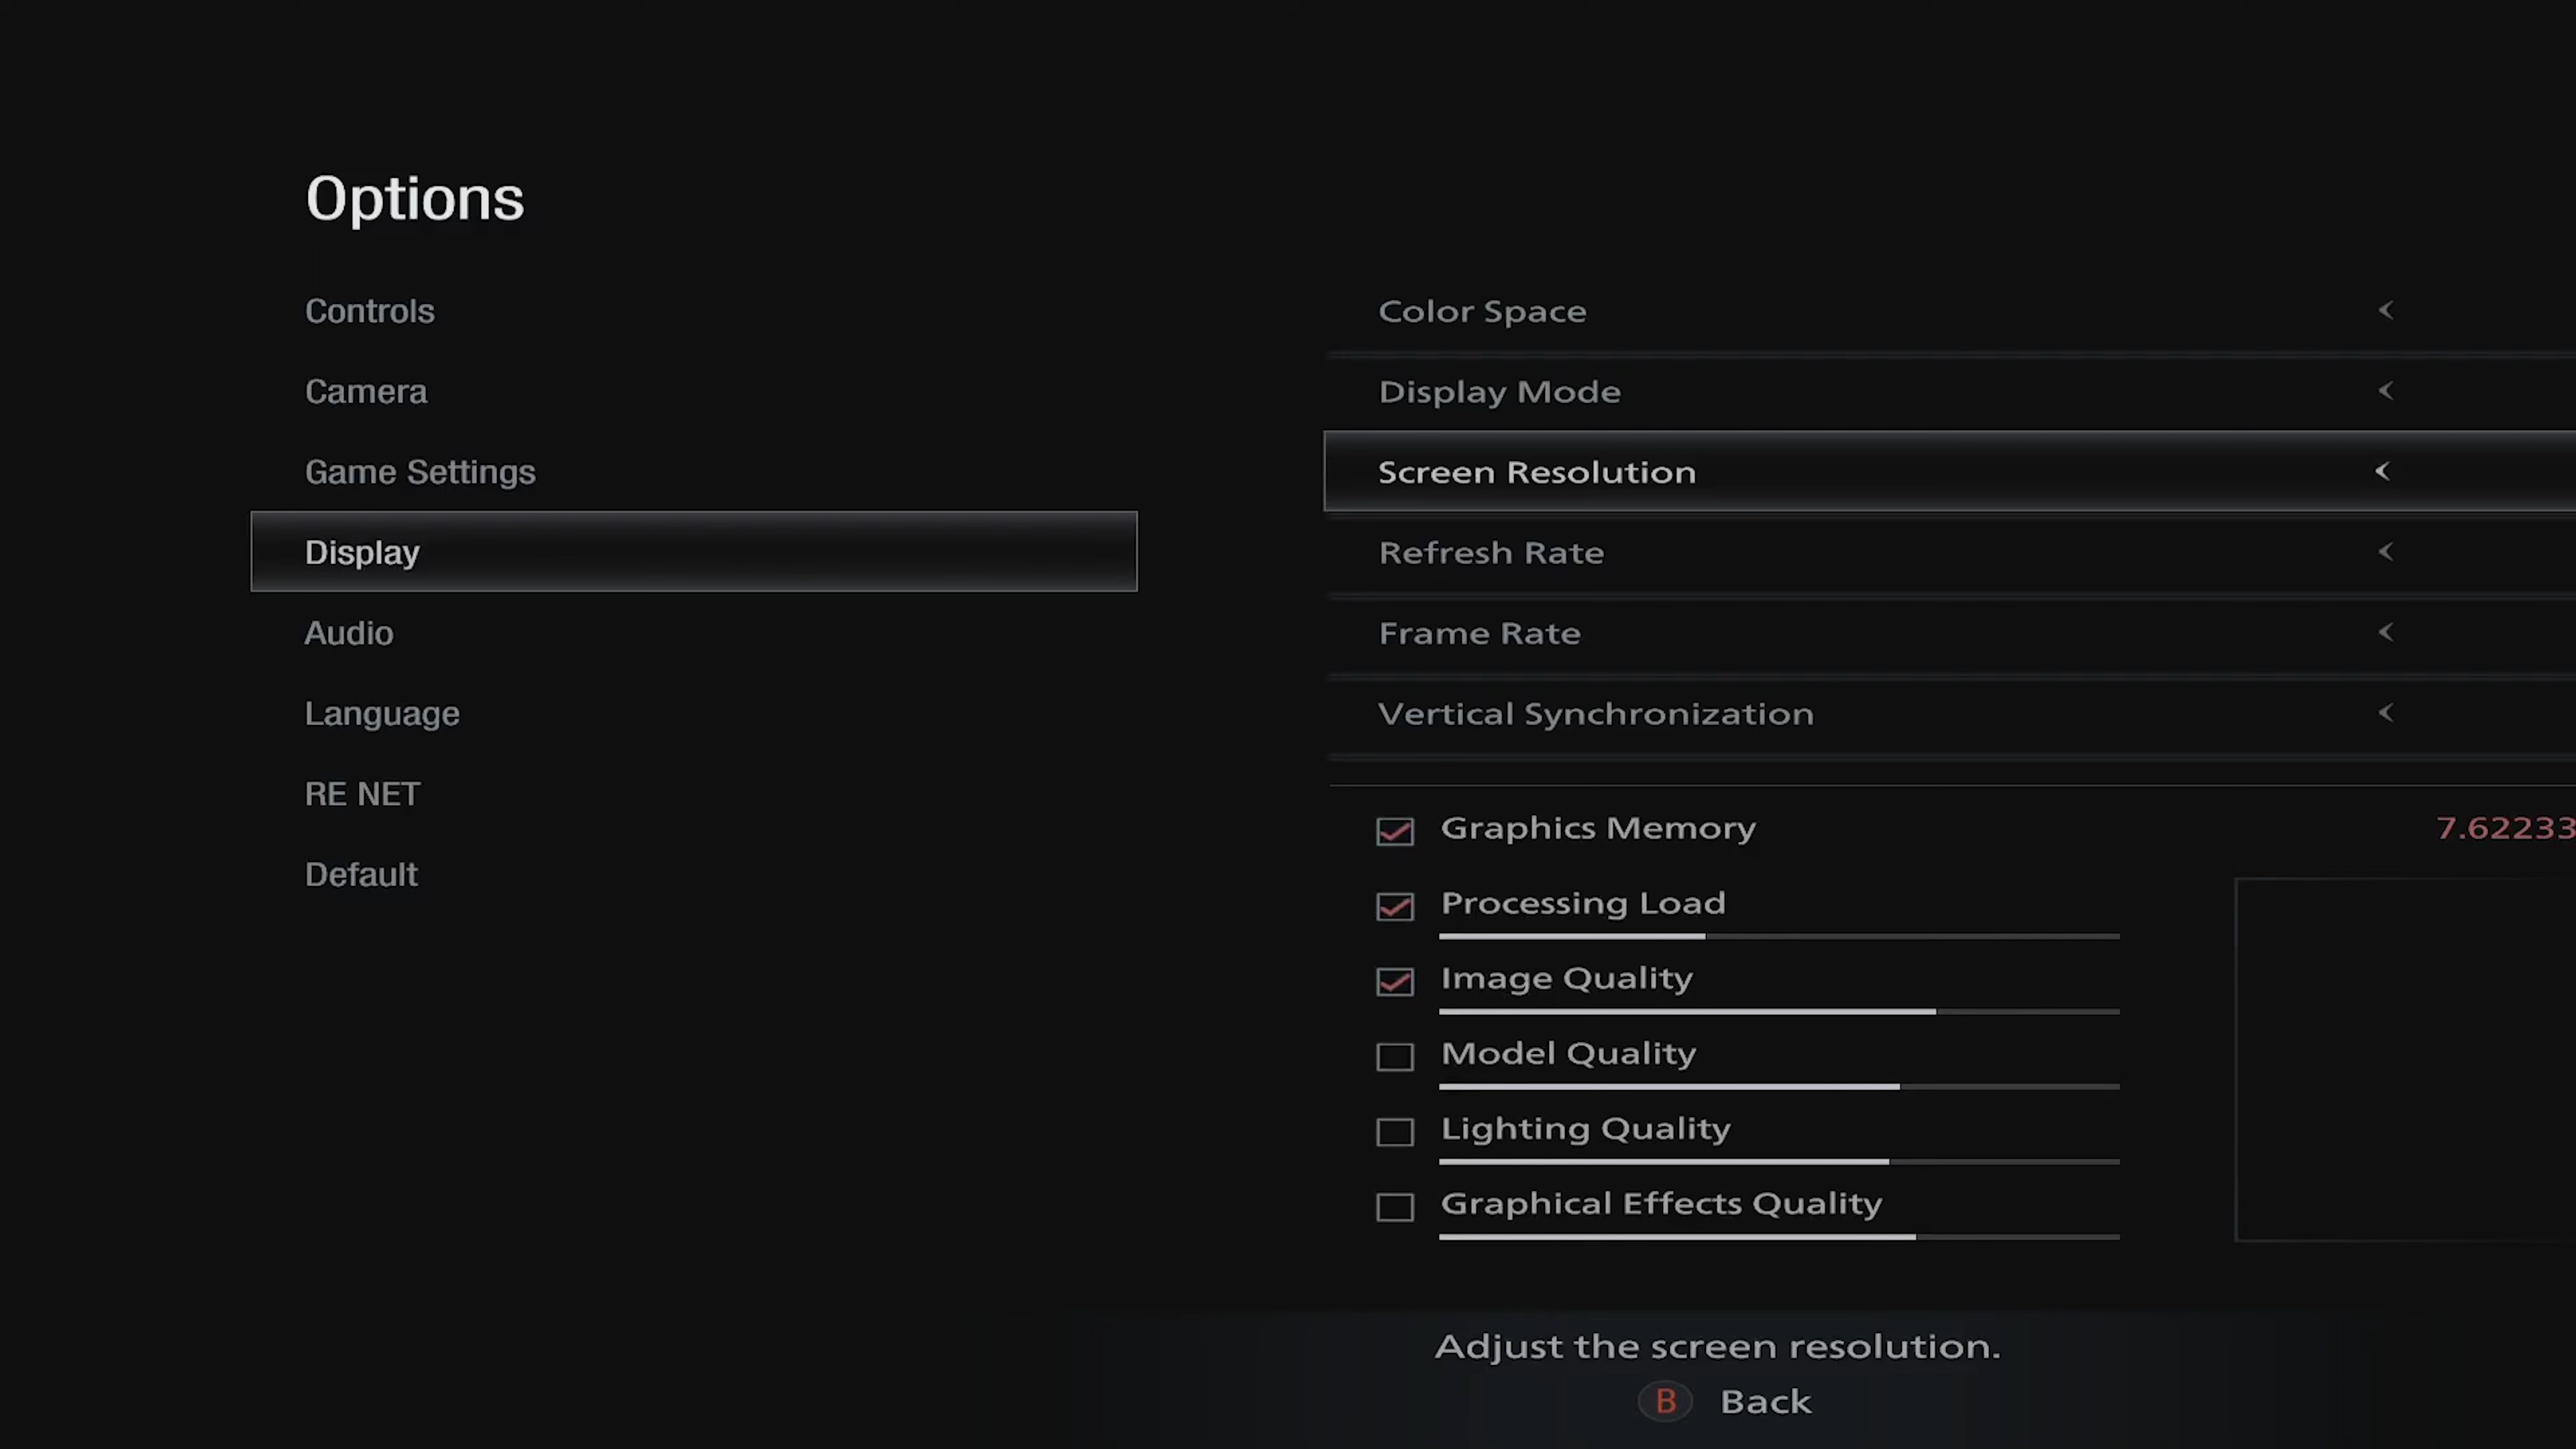 Options
Controls
Camera
Game Settings
Display
Audio
Language
RE NET
Default
Color Space
Display Mode
Screen Resolution
Refresh Rate
Frame Rate
Vertical Synchronization
Graphics Memory 7.62233
Processing Load
Image Quality
Model Quality
Lighting Quality
Graphical Effects Quality
Adjust the screen resolution.
B Back